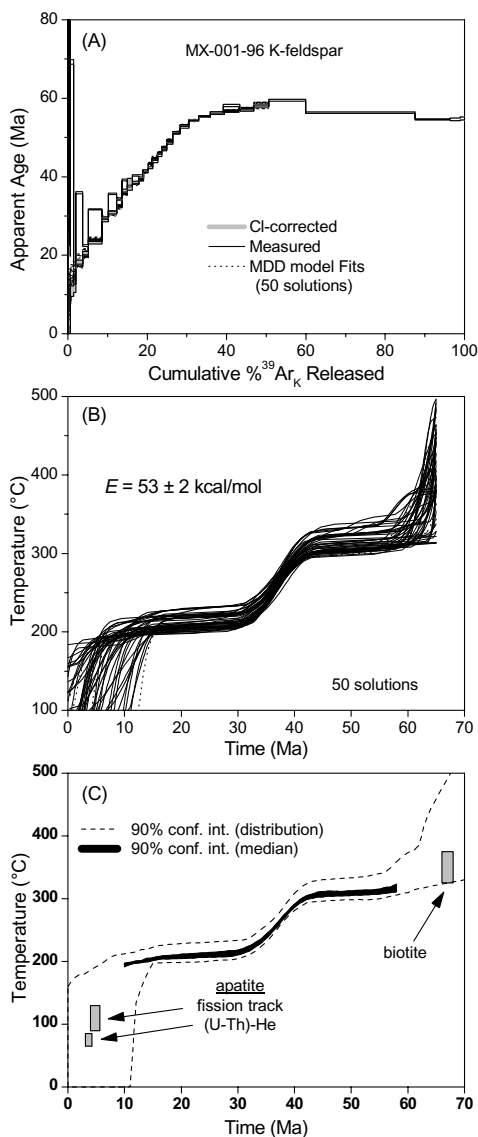 (A)
MX-001-96 K-feldspar
Apparent Age (Ma)
80
60
40
20
0
Cl-corrected
Measured
MDD model Fits
(50 solutions)
0 20 40 60 80 100
Cumulative %³⁹Ar_K Released
(B)
Temperature (°C)
500
400
300
200
100
E = 53 ± 2 kcal/mol
50 solutions
0 10 20 30 40 50 60 70
Time (Ma)
(C)
Temperature (°C)
500
400
300
200
100
0
90% conf. int. (distribution)
90% conf. int. (median)
biotite
apatite
fission track
(U-Th)-He
0 10 20 30 40 50 60 70
Time (Ma)